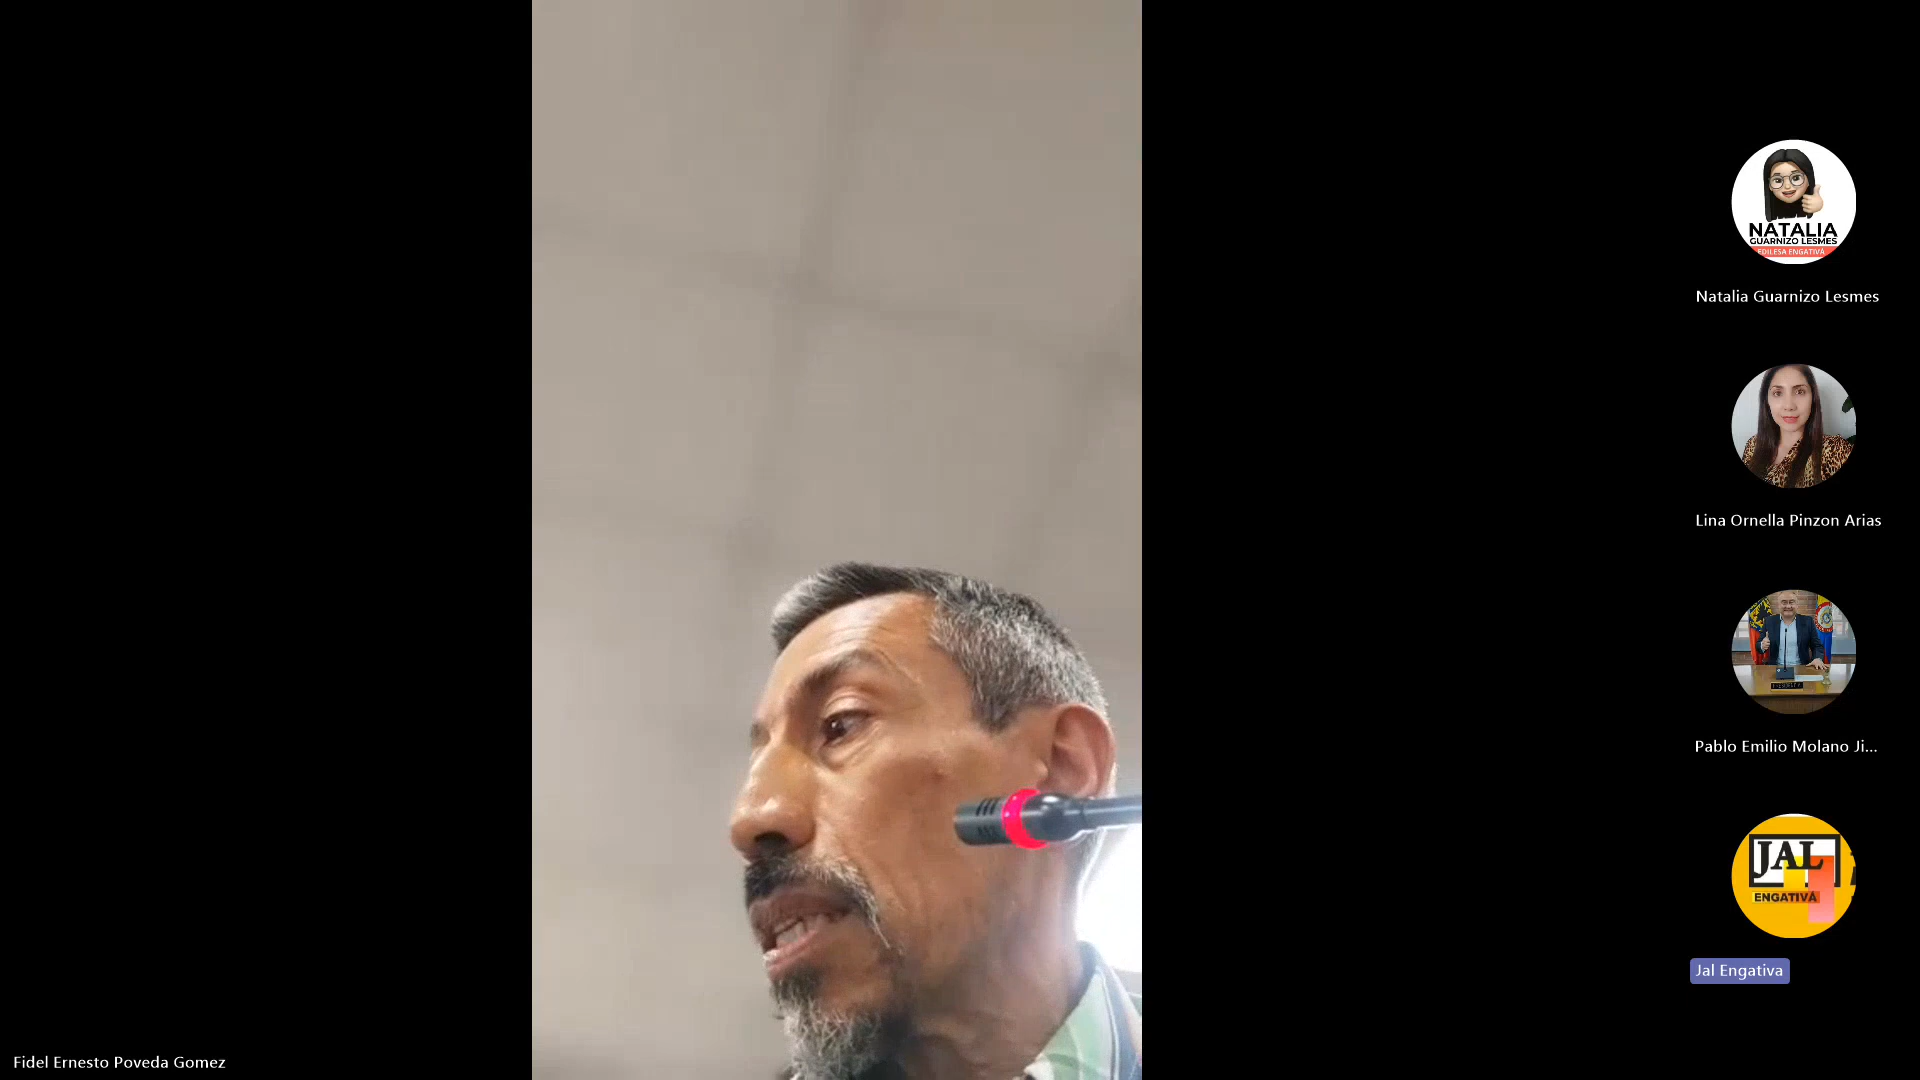 NATALIA
GUARNIZO LESMES
EDILESA ENGATIVÁ
Natalia Guarnizo Lesmes
Lina Ornella Pinzon Arias
Pablo Emilio Molano Ji...
JAL
ENGATIVÁ
Jal Engativa
Fidel Ernesto Poveda Gomez